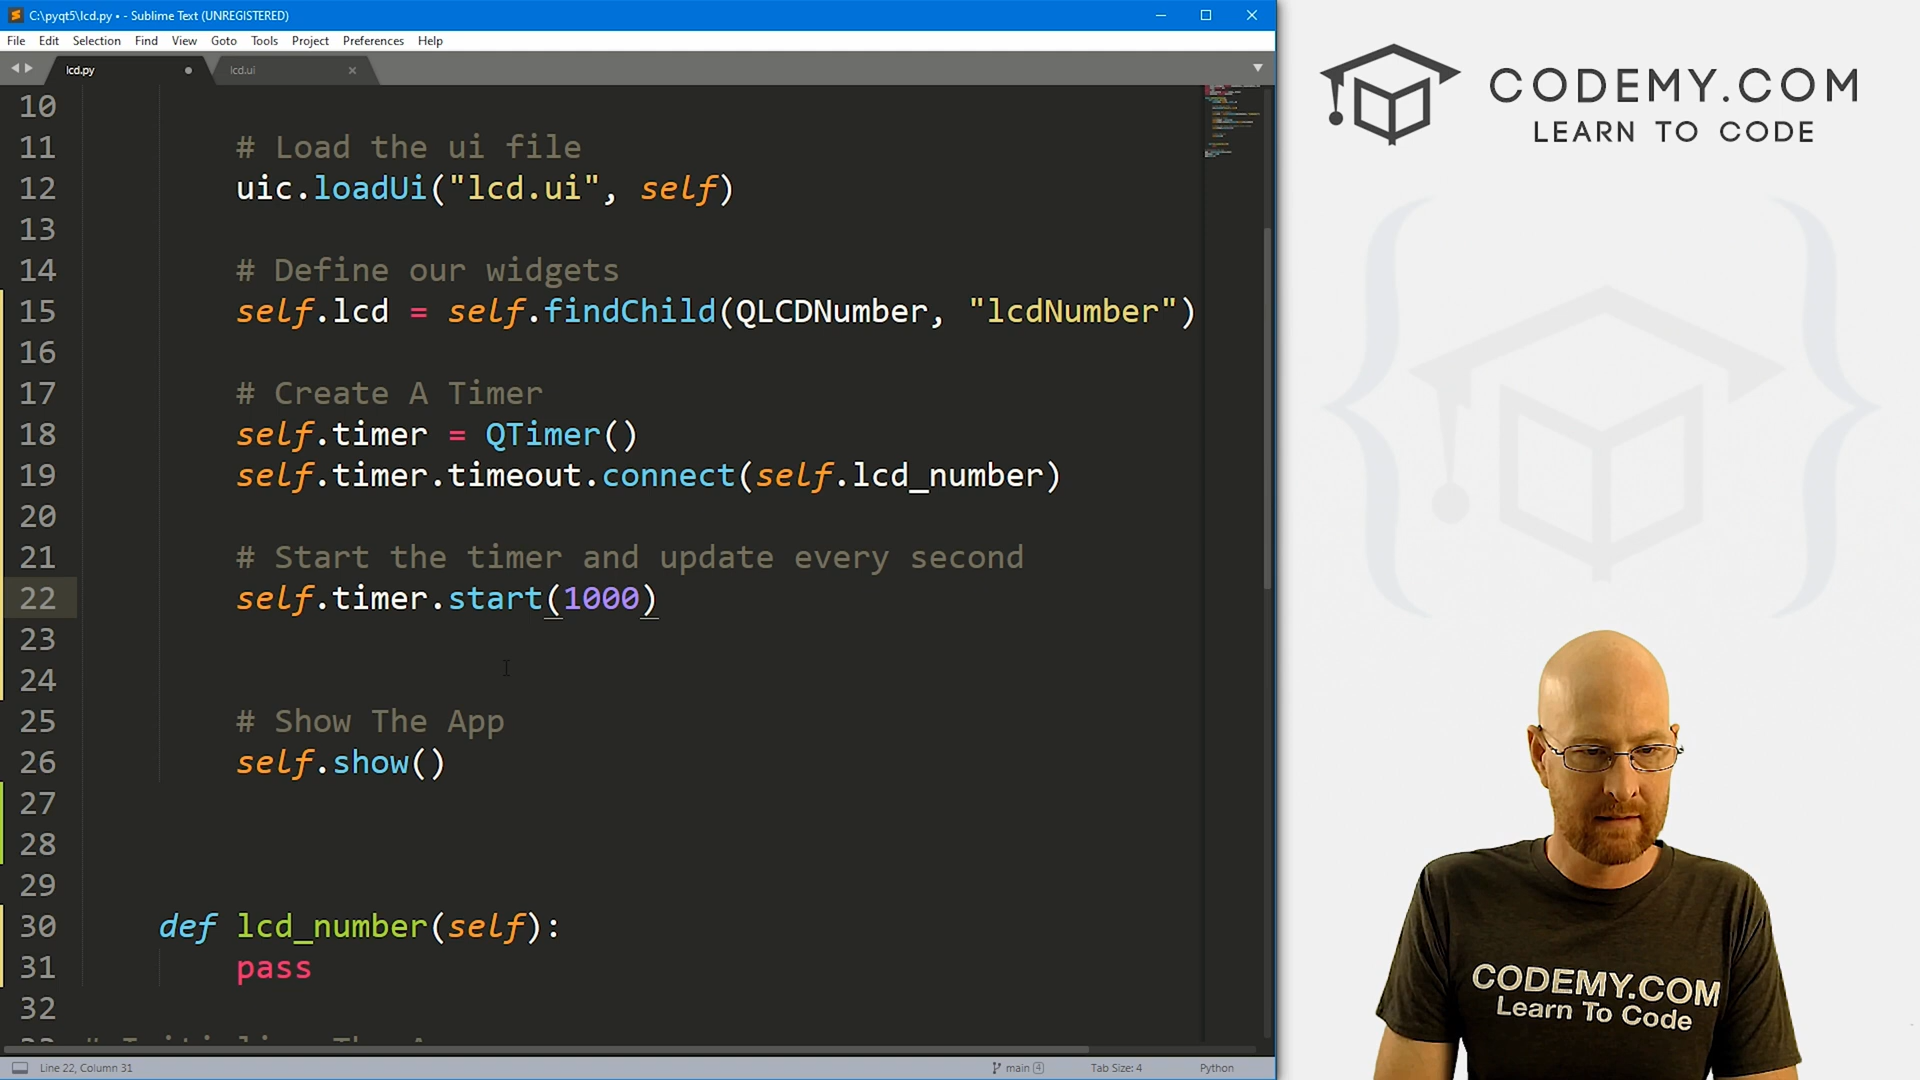 C:\pyqt5\lcd.py • - Sublime Text (UNREGISTERED)
File Edit Selection Find View Goto Tools Project Preferences Help
lcd.py lcd.ui
10
11 # Load the ui file
12 uic.loadUi("lcd.ui", self)
13
14 # Define our widgets
15 self.lcd = self.findChild(QLCDNumber, "lcdNumber")
16
17 # Create A Timer
18 self.timer = QTimer()
19 self.timer.timeout.connect(self.lcd_number)
20
21 # Start the timer and update every second
22 self.timer.start(1000)
23
24
25 # Show The App
26 self.show()
27
28
29
30 def lcd_number(self):
31 pass
32
Line 22, Column 31 main 4 Tab Size: 4 Python
CODEMY.COM
LEARN TO CODE
CODEMY.COM
Learn To Code